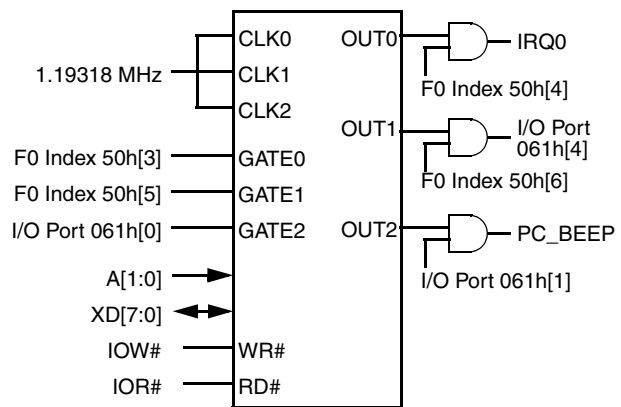 CLK0
OUT0
IRQ0
1.19318 MHz
CLK1
F0 Index 50h[4]
CLK2
OUT1
I/O Port
061h[4]
F0 Index 50h[3]
GATE0
F0 Index 50h[6]
F0 Index 50h[5]
GATE1
I/O Port 061h[0]
GATE2
OUT2
PC_BEEP
A[1:0]
I/O Port 061h[1]
XD[7:0]
IOW#
WR#
IOR#
RD#